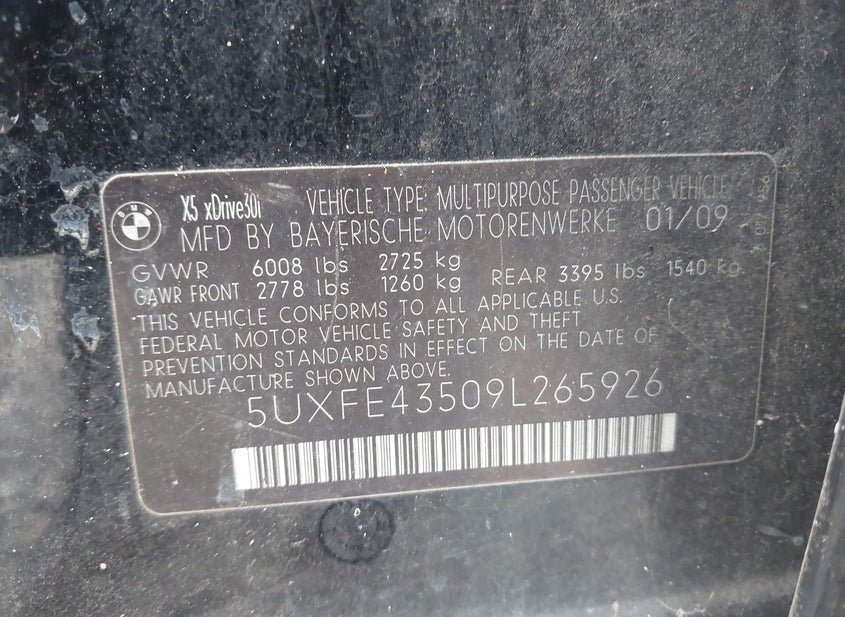 BMW
X5 xDrive30i VEHICLE TYPE: MULTIPURPOSE PASSENGER VEHICLE
MFD BY BAYERISCHE MOTORENWERKE 01/09
GVWR 6008 lbs 2725 kg
GAWR FRONT 2778 lbs 1260 kg REAR 3395 lbs 1540 kg
THIS VEHICLE CONFORMS TO ALL APPLICABLE U.S.
FEDERAL MOTOR VEHICLE SAFETY AND THEFT
PREVENTION STANDARDS IN EFFECT ON THE DATE OF
MANUFACTURE SHOWN ABOVE.
5UXFE43509L265926